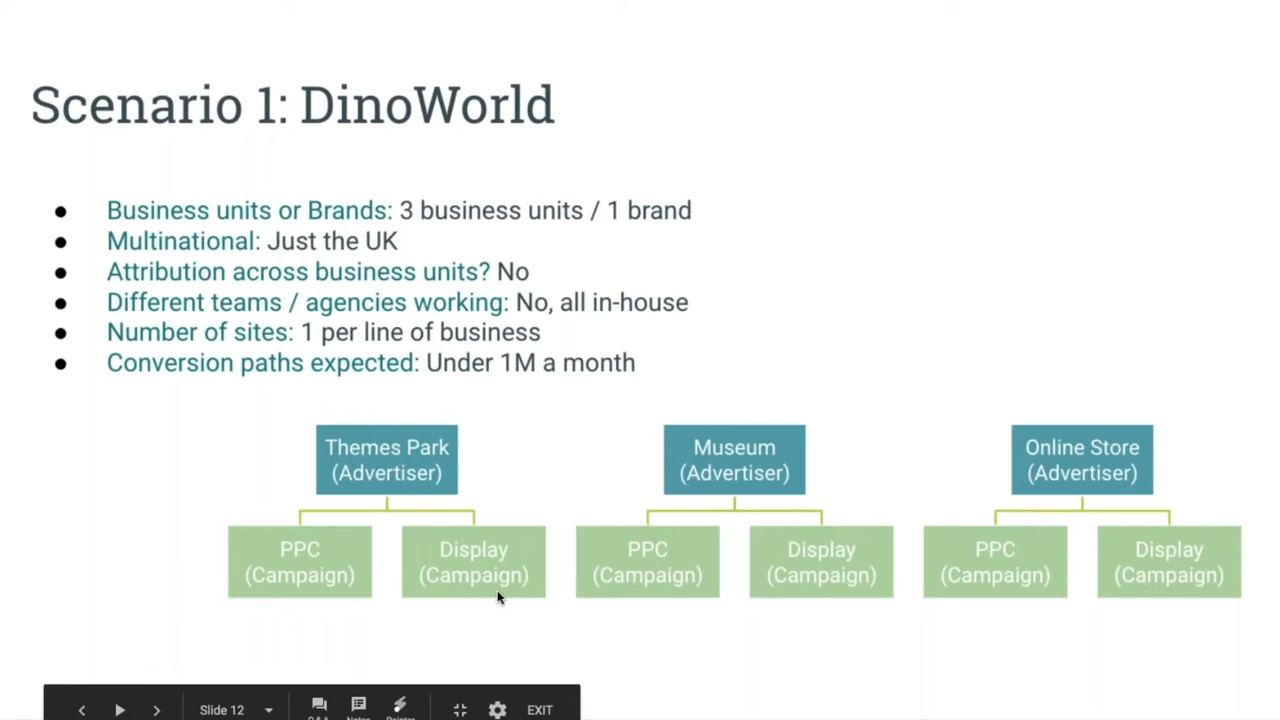 Scenario 1: DinoWorld
● Business units or Brands: 3 business units / 1 brand
● Multinational: Just the UK
● Attribution across business units? No
● Different teams / agencies working: No, all in-house
● Number of sites: 1 per line of business
● Conversion paths expected: Under 1M a month
Themes Park
(Advertiser)
Museum
(Advertiser)
Online Store
(Advertiser)
PPC
(Campaign)
Display
(Campaign)
PPC
(Campaign)
Display
(Campaign)
PPC
(Campaign)
Display
(Campaign)
Slide 12
EXIT